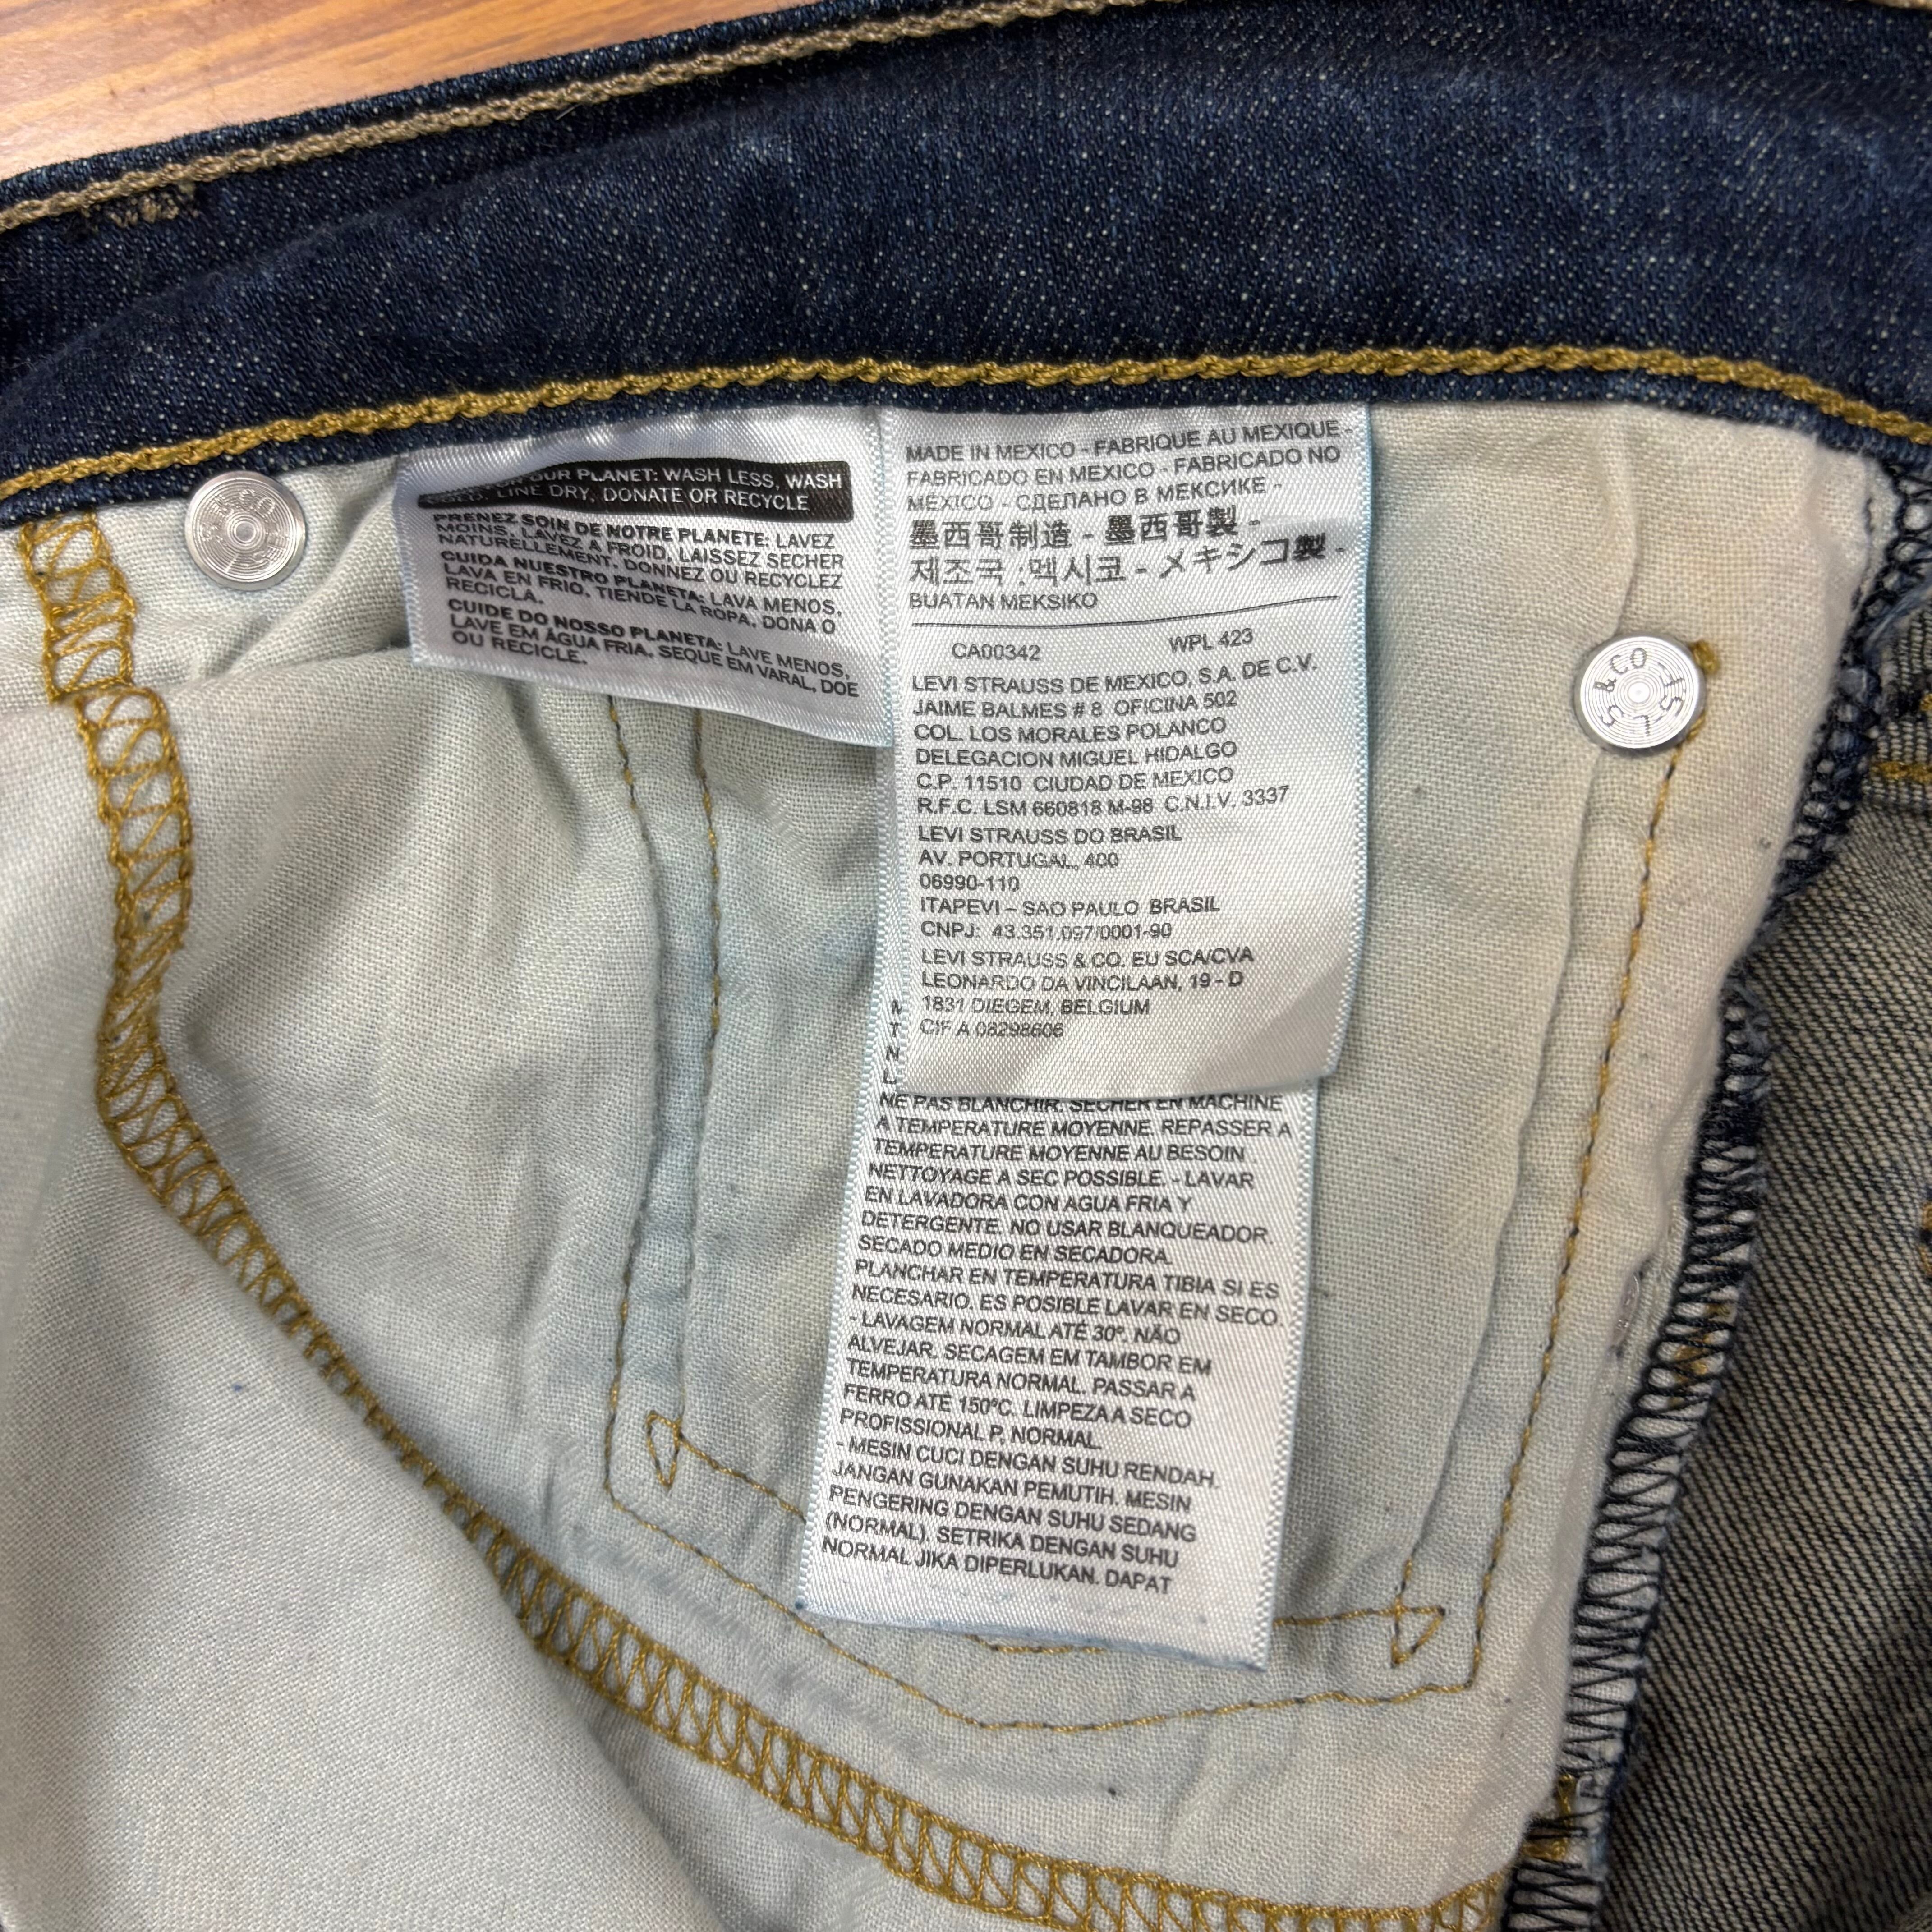 OUR PLANET: WASH LESS, WASH
LINE DRY, DONATE OR RECYCLE
PRENEZ SOIN DE NOTRE PLANETE: LAVEZ
MOINS, LAVEZ A FROID, LAISSEZ SECHER
NATURELLEMENT, DONNEZ OU RECYCLEZ
CUIDA NUESTRO PLANETA: LAVA MENOS,
LAVA EN FRIO, TIENDE LA ROPA, DONA O
RECICLA.
CUIDE DO NOSSO PLANETA: LAVE MENOS,
LAVE EM ÁGUA FRIA, SEQUE EM VARAL, DOE
OU RECICLE.
MADE IN MEXICO - FABRIQUE AU MEXIQUE -
FABRICADO EN MEXICO - FABRICADO NO
MEXICO - СДЕЛАНО В МЕКСИКЕ -
墨西哥制造 - 墨西哥製 -
제조국 :멕시코 - メキシコ製 -
BUATAN MEKSIKO
CA00342 WPL 423
LEVI STRAUSS DE MEXICO, S.A. DE C.V.
JAIME BALMES # 8 OFICINA 502
COL. LOS MORALES POLANCO
DELEGACION MIGUEL HIDALGO
C.P. 11510 CIUDAD DE MEXICO
R.F.C. LSM 660818 M-98 C.N.I.V. 3337
LEVI STRAUSS DO BRASIL
AV. PORTUGAL, 400
06990-110
ITAPEVI – SAO PAULO BRASIL
CNPJ: 43.351.097/0001-90
LEVI STRAUSS & CO. EU SCA/CVA
LEONARDO DA VINCILAAN, 19 - D
1831 DIEGEM, BELGIUM
CIF A 08298606
NE PAS BLANCHIR. SECHER EN MACHINE
A TEMPERATURE MOYENNE. REPASSER A
TEMPERATURE MOYENNE AU BESOIN
NETTOYAGE A SEC POSSIBLE. - LAVAR
EN LAVADORA CON AGUA FRIA Y
DETERGENTE. NO USAR BLANQUEADOR
SECADO MEDIO EN SECADORA.
PLANCHAR EN TEMPERATURA TIBIA SI ES
NECESARIO. ES POSIBLE LAVAR EN SECO.
- LAVAGEM NORMAL ATÉ 30º. NÃO
ALVEJAR. SECAGEM EM TAMBOR EM
TEMPERATURA NORMAL. PASSAR A
FERRO ATÉ 150ºC. LIMPEZA A SECO
PROFISSIONAL P. NORMAL.
- MESIN CUCI DENGAN SUHU RENDAH.
JANGAN GUNAKAN PEMUTIH. MESIN
PENGERING DENGAN SUHU SEDANG
(NORMAL). SETRIKA DENGAN SUHU
NORMAL JIKA DIPERLUKAN. DAPAT
L.S. & CO